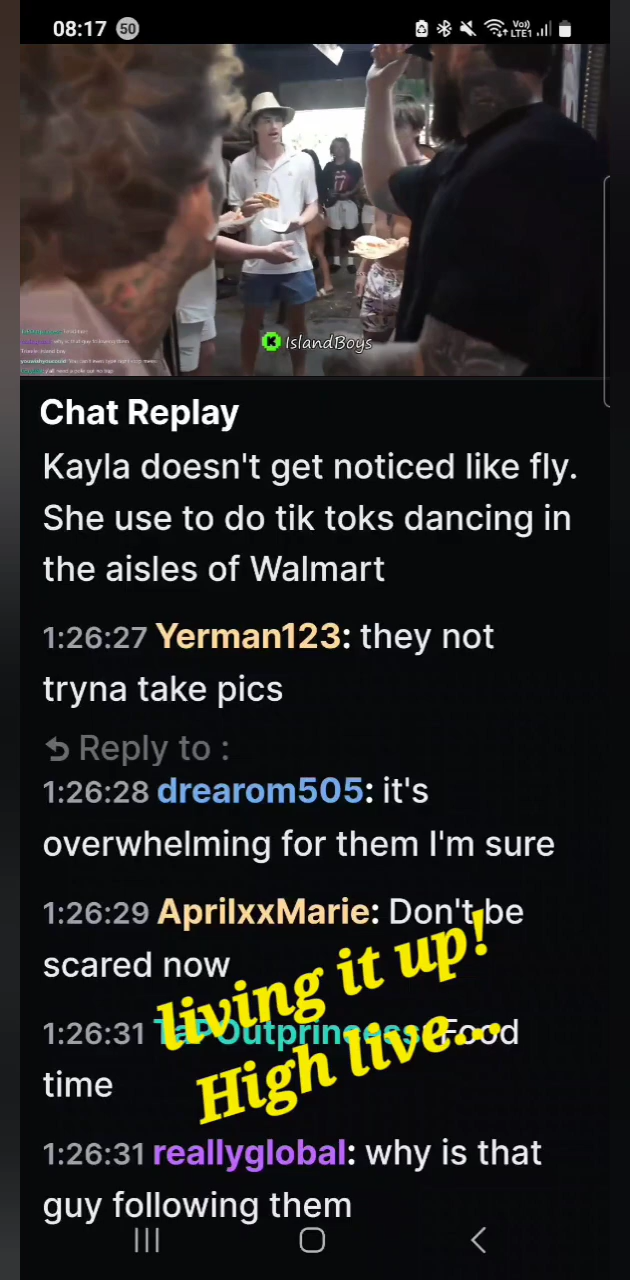 08:17 50
Vo))
LTE1
K IslandBoys
Chat Replay
Kayla doesn't get noticed like fly.
She use to do tik toks dancing in
the aisles of Walmart
1:26:27 Yerman123: they not
tryna take pics
Reply to :
1:26:28 drearom505: it's
overwhelming for them I'm sure
1:26:29 AprilxxMarie: Don't be
scared now
living it up!
1:26:31 TaPOutprincess: Food
High live...
time
1:26:31 reallyglobal: why is that
guy following them